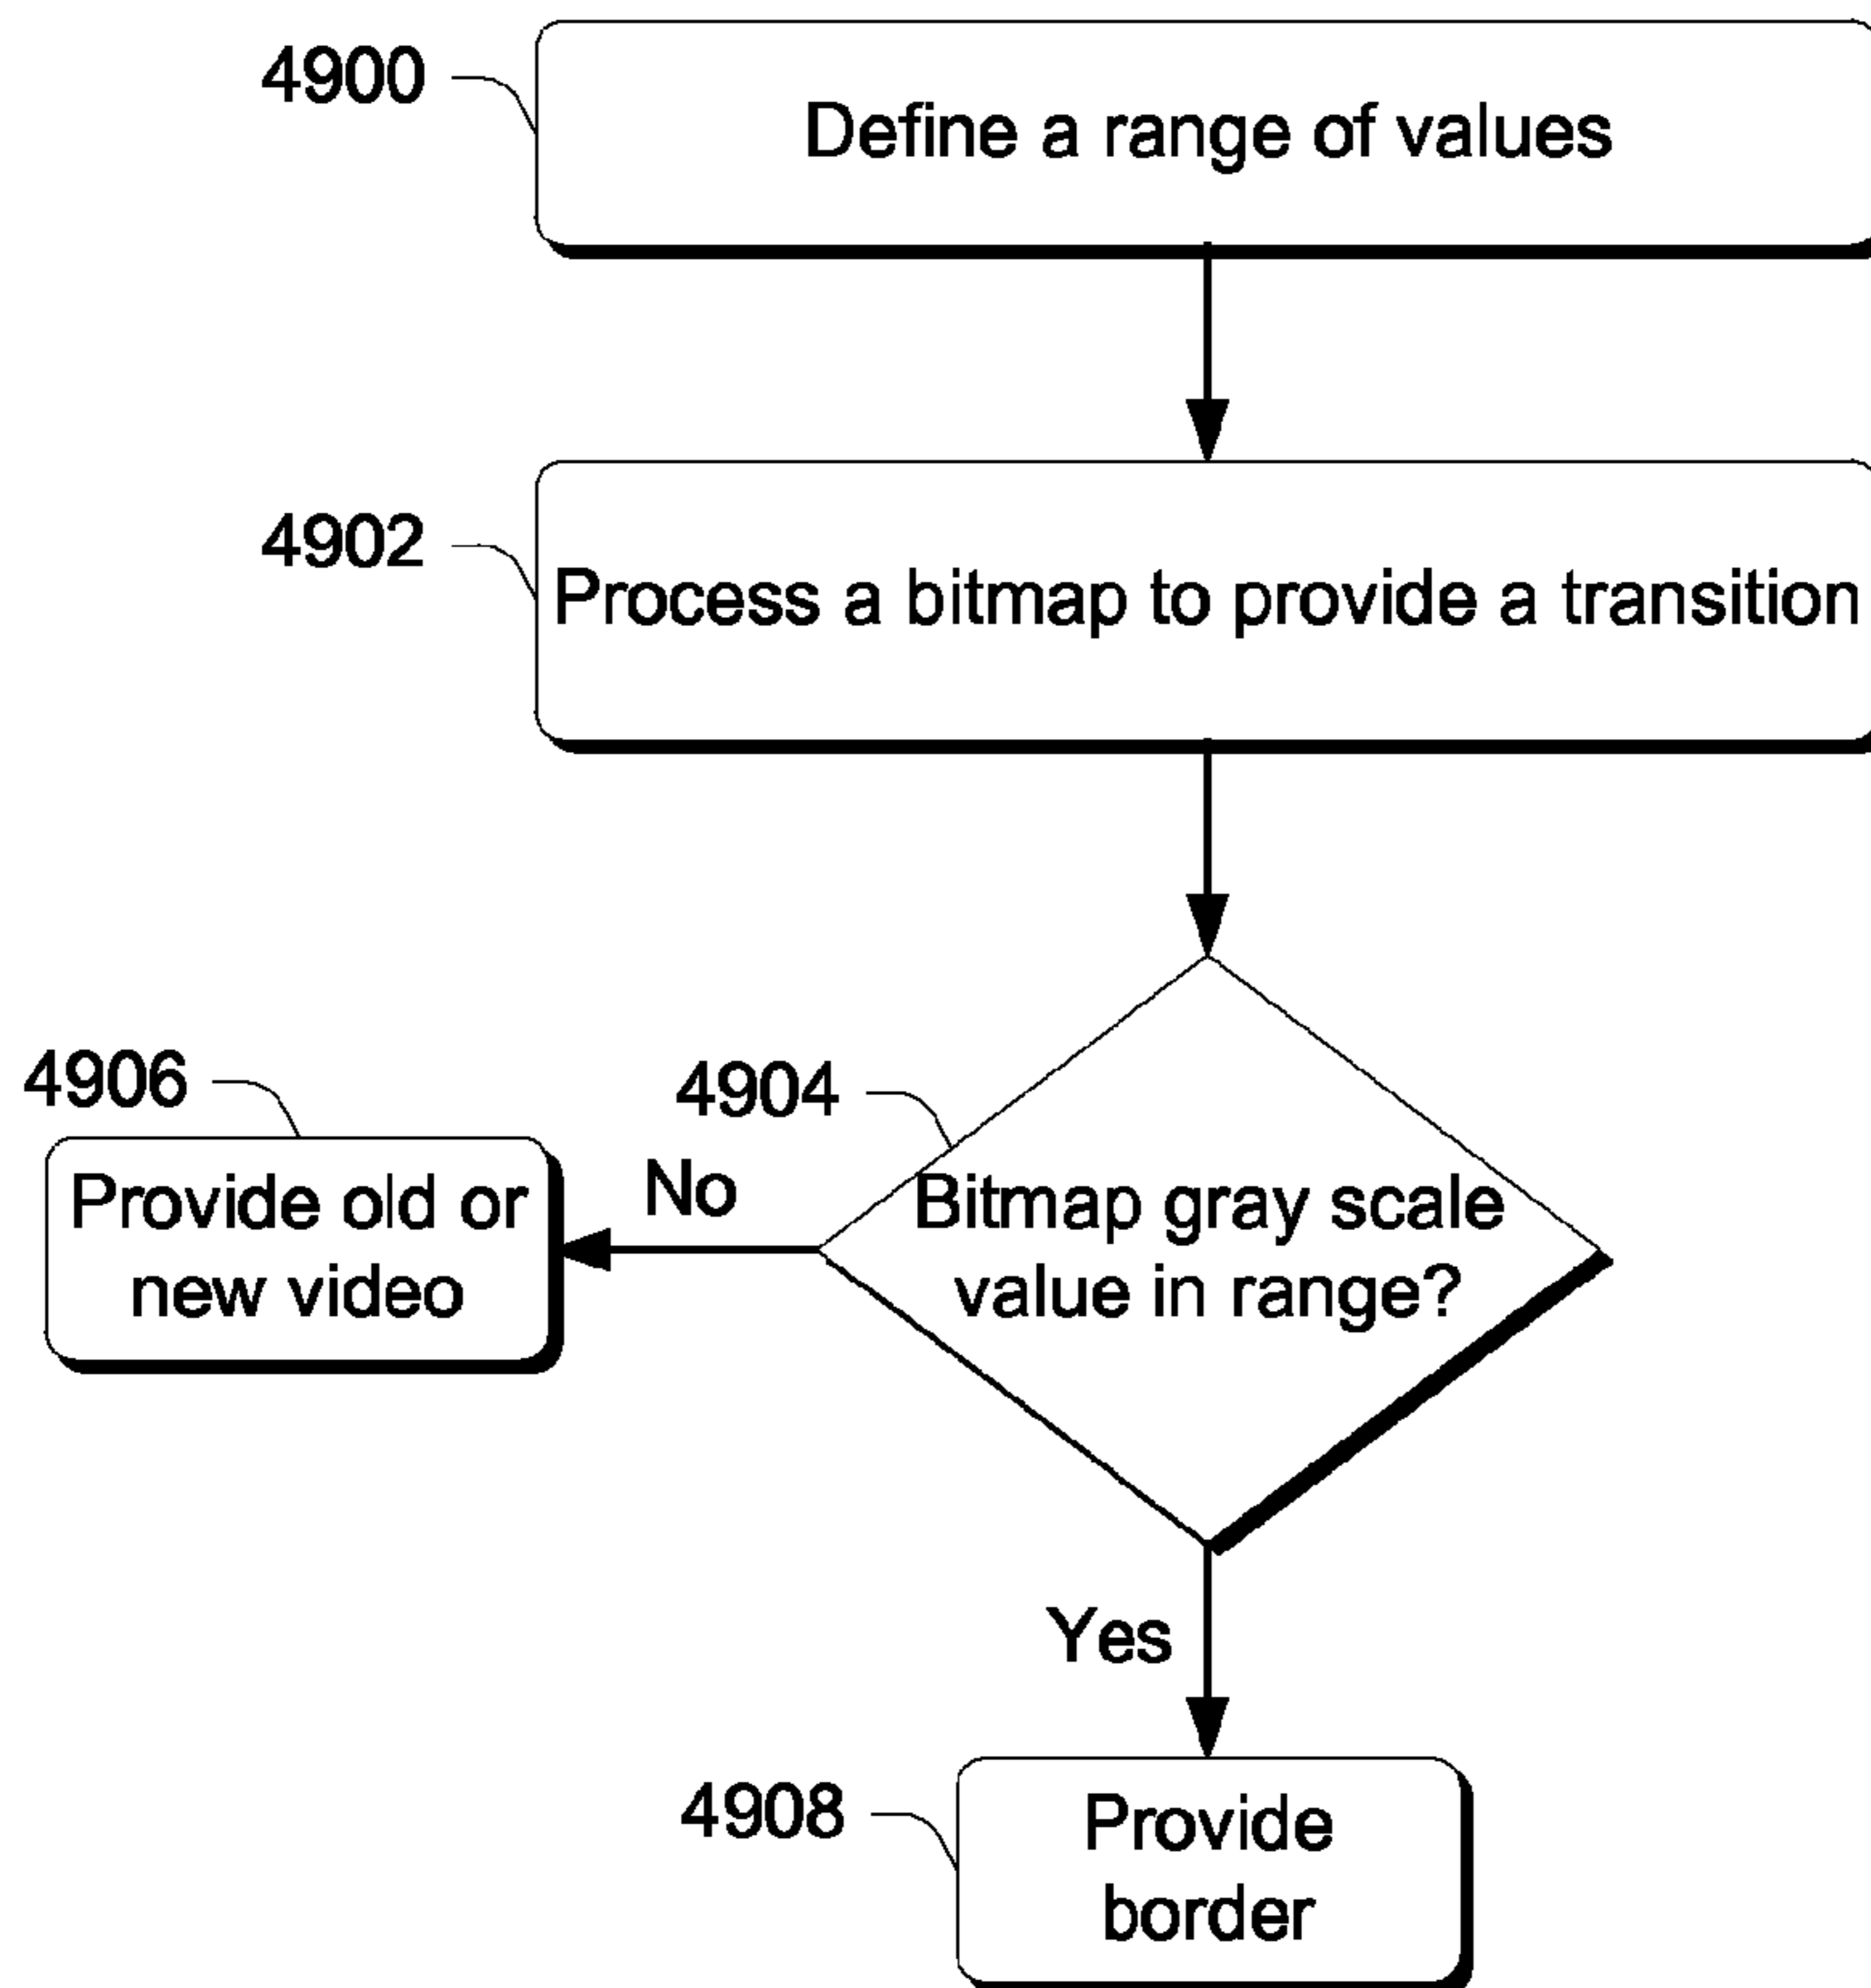 4900
Define a range of values
4902
Process a bitmap to provide a transition
4906
4904
Provide old or
new video
No
Bitmap gray scale
value in range?
Yes
4908
Provide
border